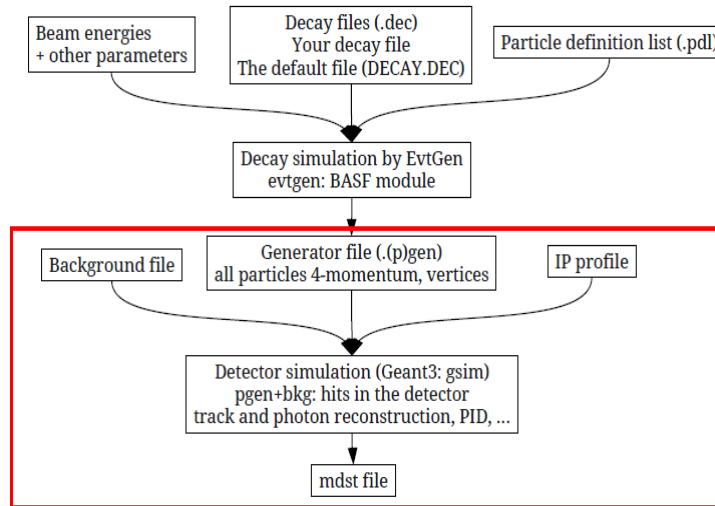 Beam energies
+ other parameters
Decay files (.dec)
Your decay file
The default file (DECAY.DEC)
Particle definition list (.pdl)
Decay simulation by EvtGen
evtgen: BASF module
Background file
Generator file (.(p)gen)
all particles 4-momentum, vertices
IP profile
Detector simulation (Geant3: gsim)
pgen+bkg: hits in the detector
track and photon reconstruction, PID, ...
mdst file